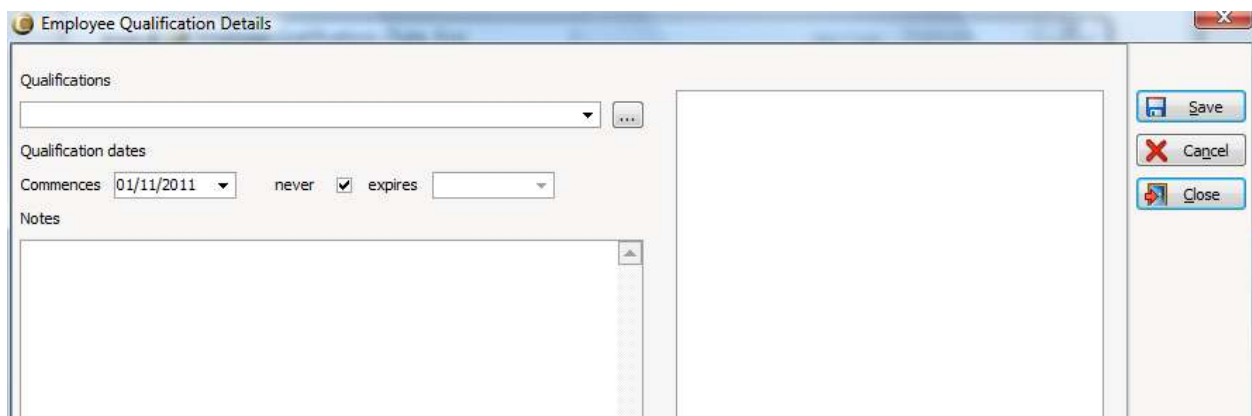 Employee Qualification Details
Qualifications
...
Save
Qualification dates
Cancel
Commences 01/11/2011 never expires
Close
Notes